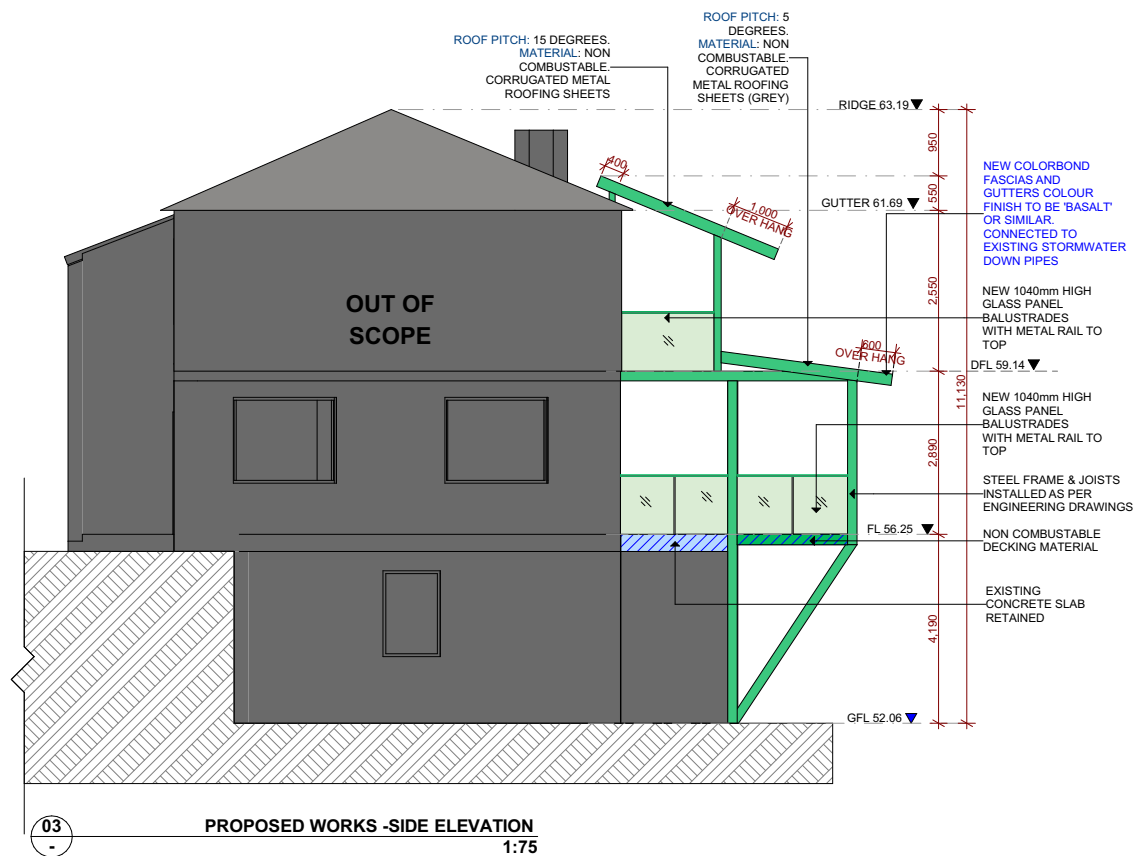 ROOF PITCH: 15 DEGREES.
MATERIAL: NON
COMBUSTABLE.
CORRUGATED METAL
ROOFING SHEETS
ROOF PITCH: 5
DEGREES.
MATERIAL: NON
COMBUSTABLE.
CORRUGATED
METAL ROOFING
SHEETS (GREY)
RIDGE 63.19
950
400
550
NEW COLORBOND
FASCIAS AND
GUTTERS COLOUR
FINISH TO BE 'BASALT'
OR SIMILAR.
CONNECTED TO
EXISTING STORMWATER
DOWN PIPES
GUTTER 61.69
1,000
OVER HANG
OUT OF
SCOPE
2,550
NEW 1040mm HIGH
GLASS PANEL
BALUSTRADES
WITH METAL RAIL TO
TOP
600
OVER HANG
DFL 59.14
11,130
NEW 1040mm HIGH
GLASS PANEL
BALUSTRADES
WITH METAL RAIL TO
TOP
2,890
STEEL FRAME & JOISTS
INSTALLED AS PER
ENGINEERING DRAWINGS
FL 56.25
NON COMBUSTABLE
DECKING MATERIAL
EXISTING
CONCRETE SLAB
RETAINED
4,190
GFL 52.06
03
-
PROPOSED WORKS -SIDE ELEVATION
1:75